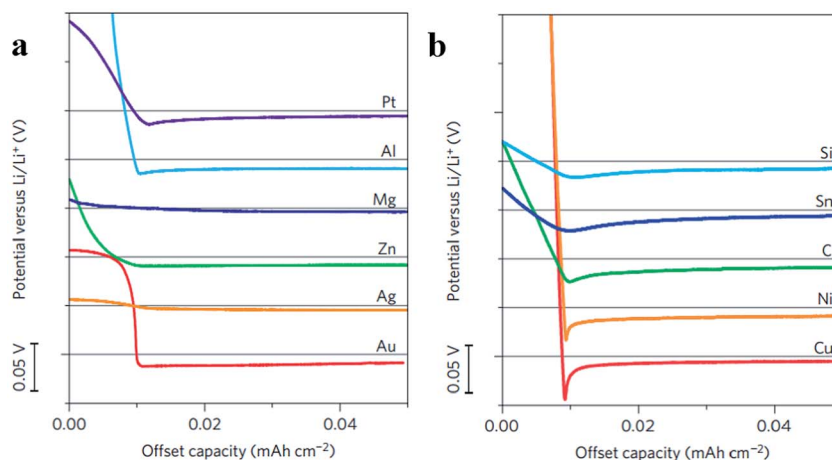 a
Potential versus Li/Li⁺ (V)
0.05 V
Pt
Al
Mg
Zn
Ag
Au
0.00
0.02
0.04
Offset capacity (mAh cm⁻²)
b
Potential versus Li/Li⁺ (V)
0.05 V
Si
Sn
C
Ni
Cu
0.00
0.02
0.04
Offset capacity (mAh cm⁻²)